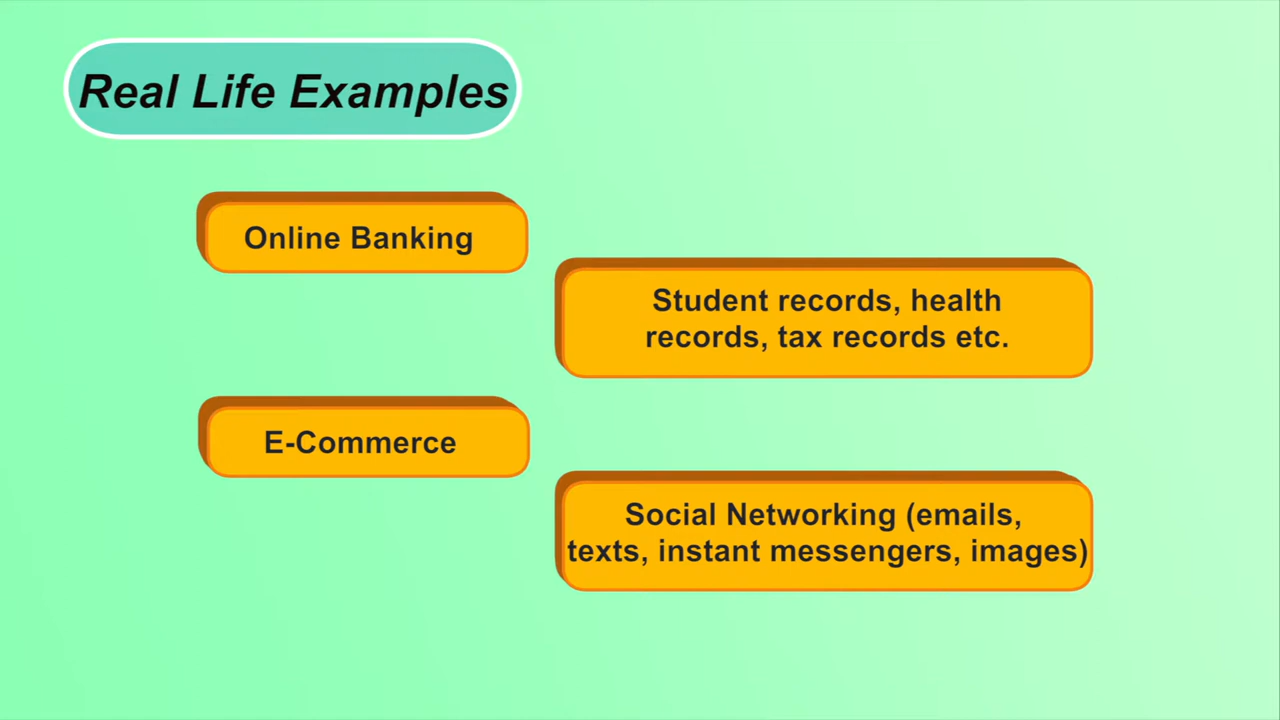 Real Life Examples
Online Banking
Student records, health
records, tax records etc.
E-Commerce
Social Networking (emails,
texts, instant messengers, images)